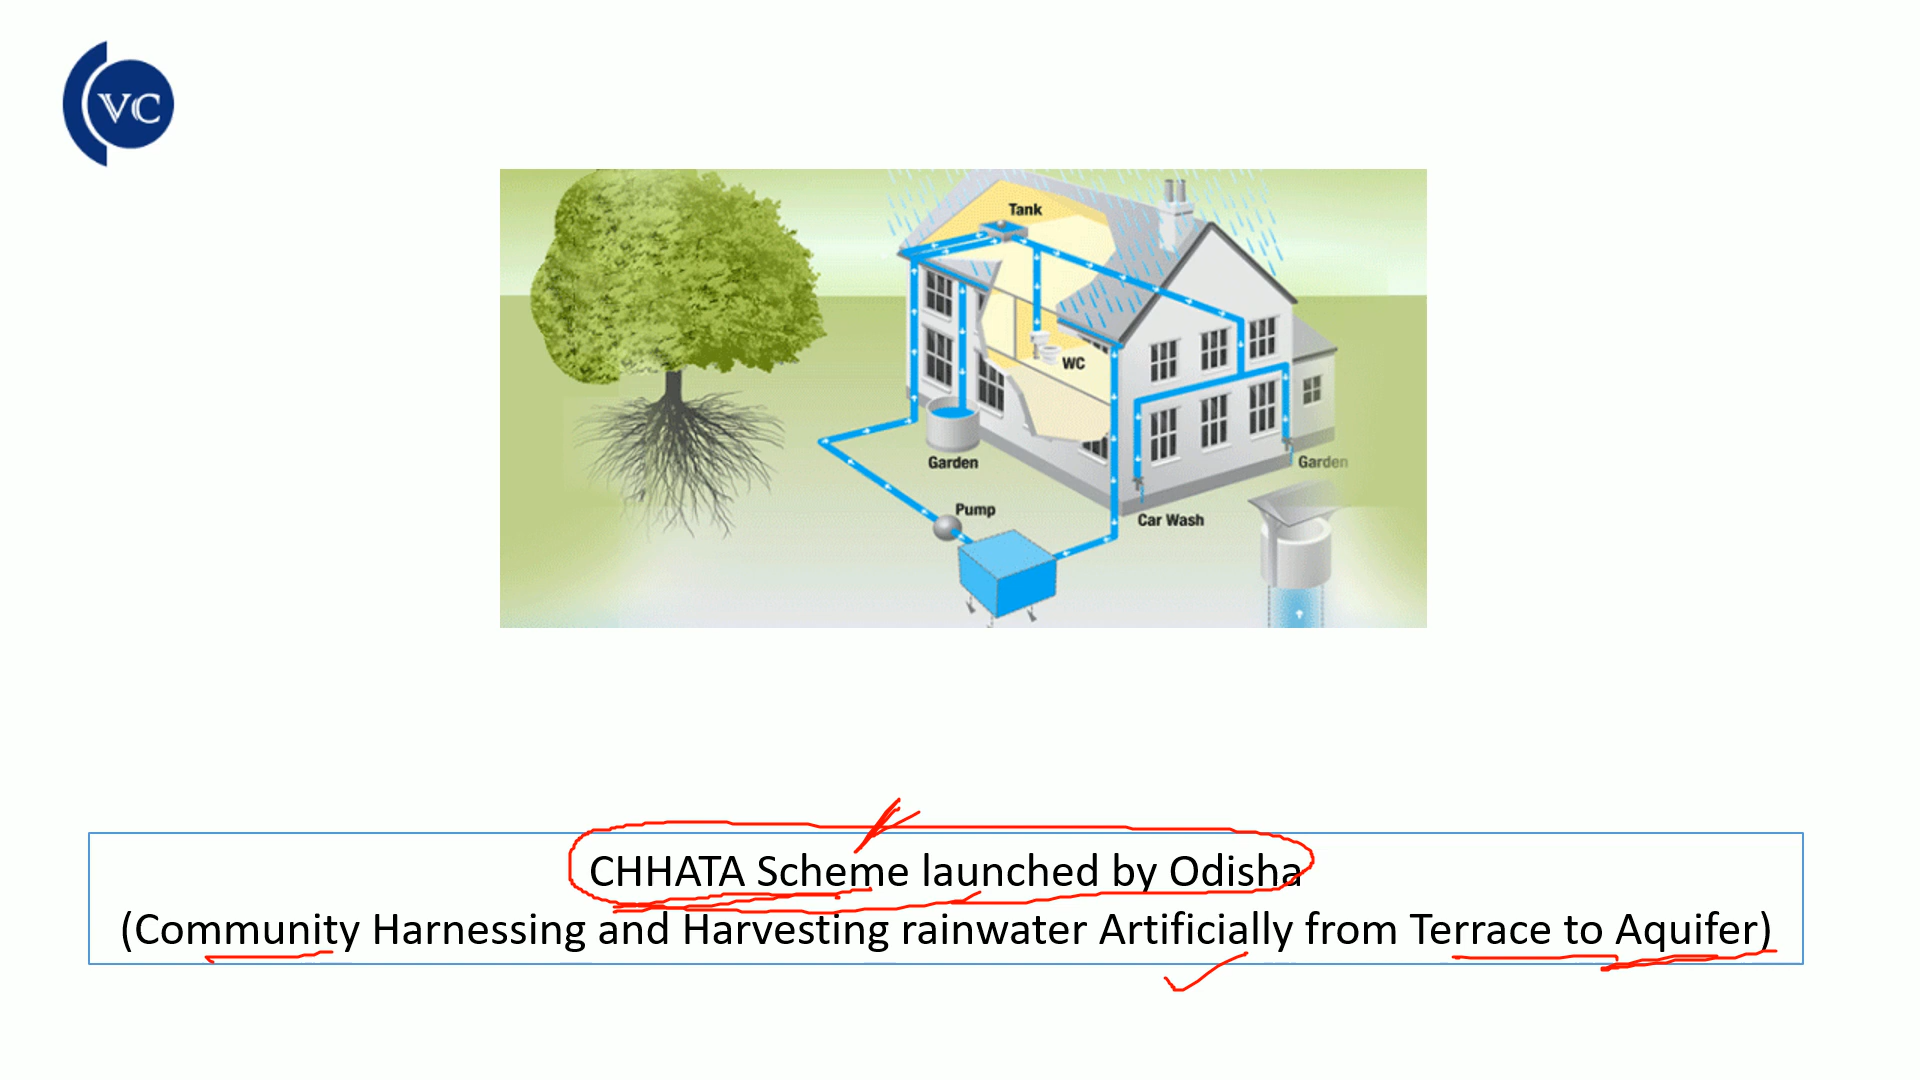 VC
Tank
WC
Garden
Garden
Pump
Car Wash
CHHATA Scheme launched by Odisha
(Community Harnessing and Harvesting rainwater Artificially from Terrace to Aquifer)